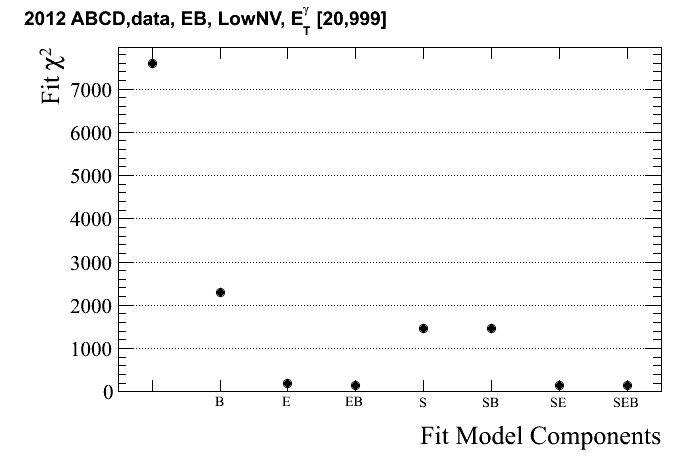 2012 ABCD,data, EB, LowNV, E_T^γ [20,999]
Fit χ²
7000
6000
5000
4000
3000
2000
1000
0
B E EB S SB SE SEB
Fit Model Components